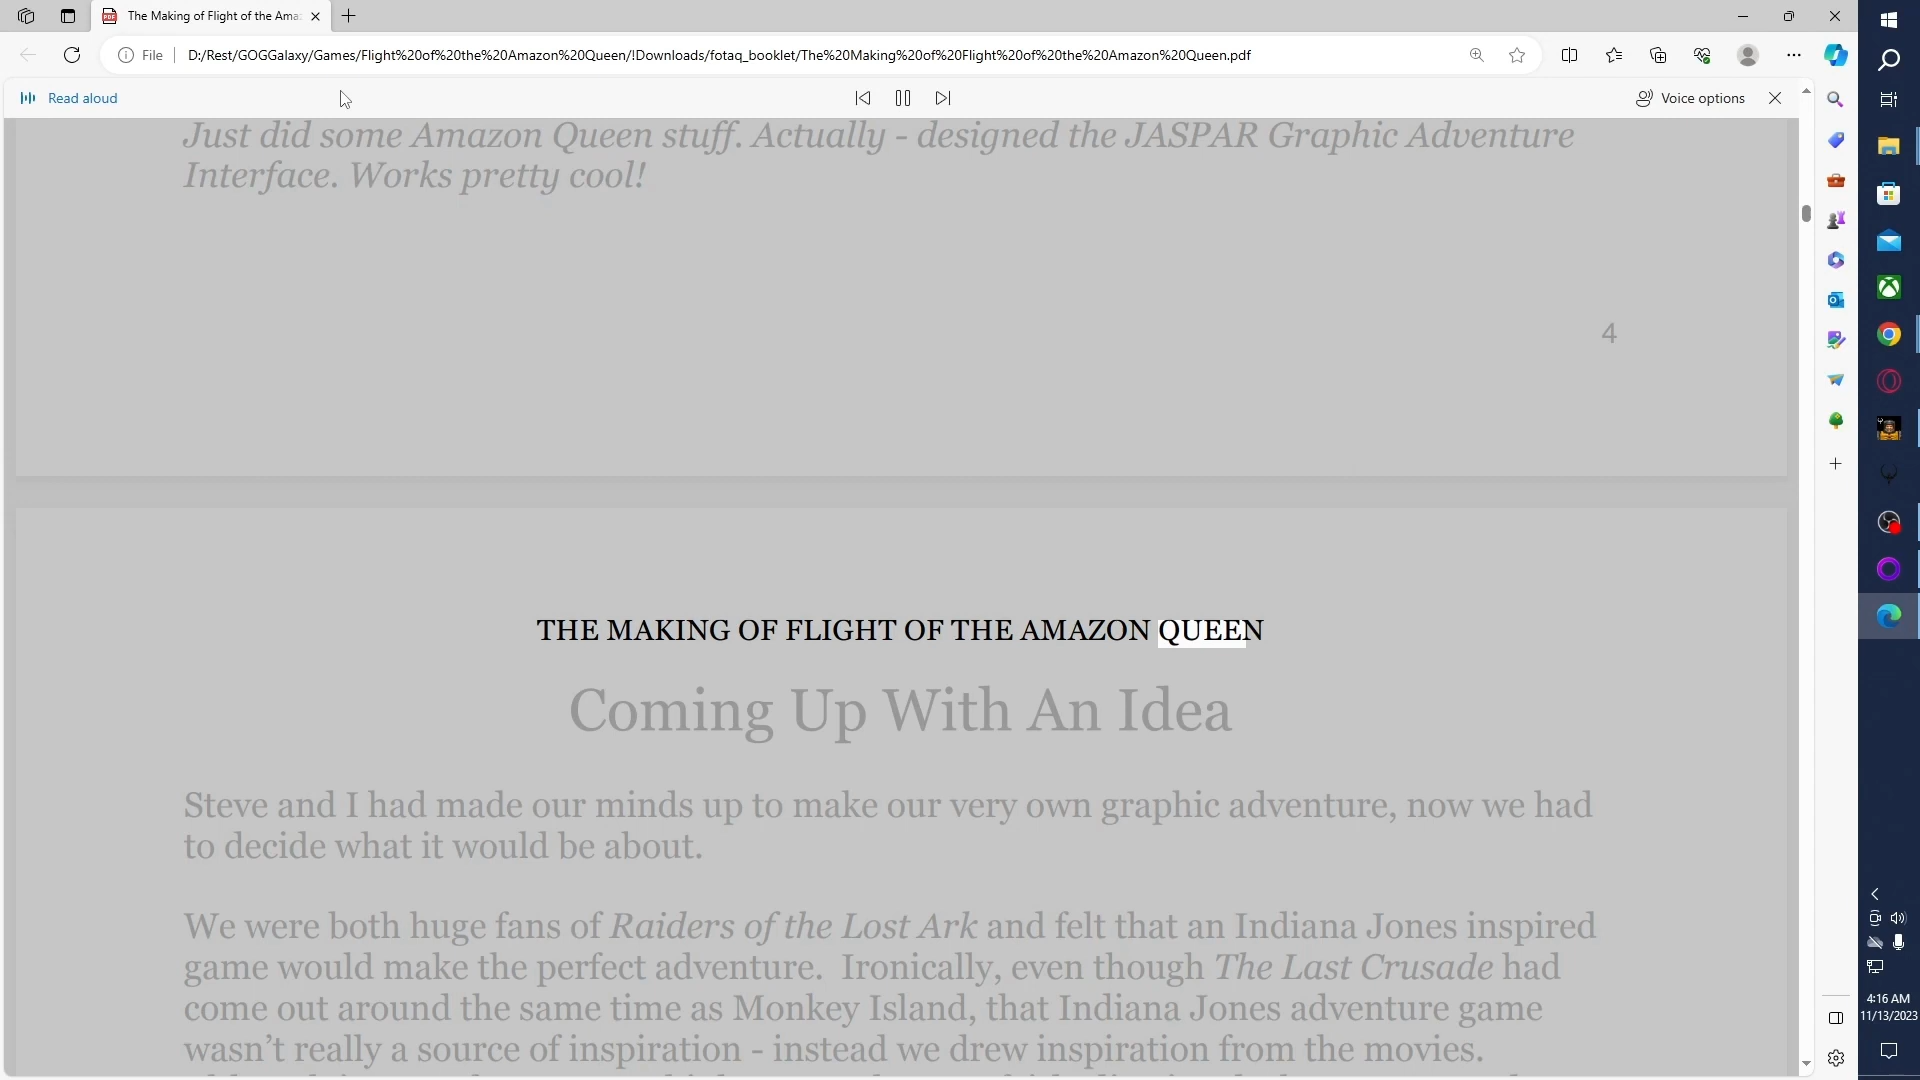 The Making of Flight of the Ama
File
D:/Rest/GOGGalaxy/Games/Flight%20of%20the%20Amazon%20Queen/!Downloads/fotaq_booklet/The%20Making%20of%20Flight%20of%20the%20Amazon%20Queen.pdf
Read aloud
Voice options
Just did some Amazon Queen stuff. Actually - designed the JASPAR Graphic Adventure
Interface. Works pretty cool!
4
THE MAKING OF FLIGHT OF THE AMAZON QUEEN
Coming Up With An Idea
Steve and I had made our minds up to make our very own graphic adventure, now we had
to decide what it would be about.
We were both huge fans of Raiders of the Lost Ark and felt that an Indiana Jones inspired
game would make the perfect adventure.  Ironically, even though The Last Crusade had
come out around the same time as Monkey Island, that Indiana Jones adventure game
wasn't really a source of inspiration - instead we drew inspiration from the movies.
4:16 AM
11/13/2023